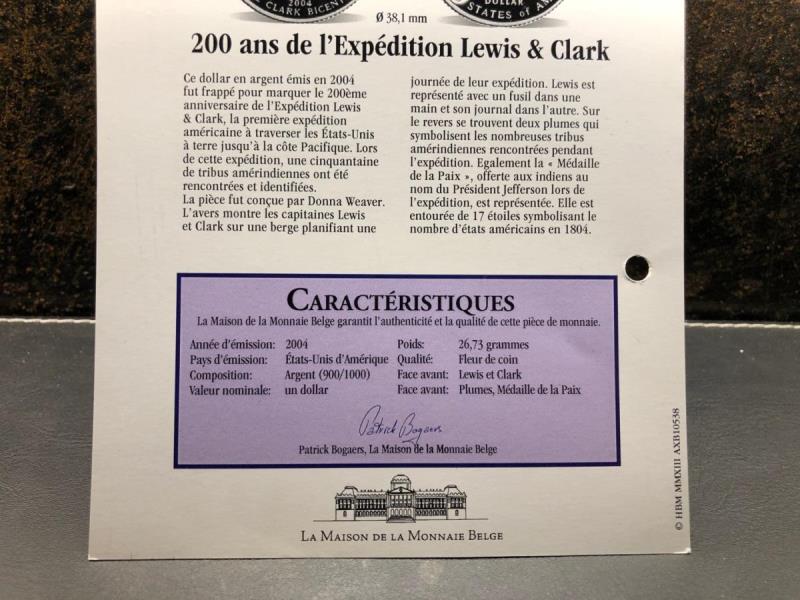 2004
CLARK BICENT
DOLLAR
STATES of AM
Ø 38,1 mm
200 ans de l'Expédition Lewis & Clark
Ce dollar en argent émis en 2004
fut frappé pour marquer le 200ème
anniversaire de l'Expédition Lewis
& Clark, la première expédition
américaine à traverser les États-Unis
à terre jusqu'à la côte Pacifique. Lors
de cette expédition, une cinquantaine
de tribus amérindiennes ont été
rencontrées et identifiées.
La pièce fut conçue par Donna Weaver.
L'avers montre les capitaines Lewis
et Clark sur une berge planifiant une
journée de leur expédition. Lewis est
représenté avec un fusil dans une
main et son journal dans l'autre. Sur
le revers se trouvent deux plumes qui
symbolisent les nombreuses tribus
amérindiennes rencontrées pendant
l'expédition. Egalement la « Médaille
de la Paix », offerte aux indiens au
nom du Président Jefferson lors de
l'expédition, est représentée. Elle est
entourée de 17 étoiles symbolisant le
nombre d'états américains en 1804.
CARACTÉRISTIQUES
La Maison de la Monnaie Belge garantit l'authenticité et la qualité de cette pièce de monnaie.
Année d'émission: 2004 Poids: 26,73 grammes
Pays d'émission: États-Unis d'Amérique Qualité: Fleur de coin
Composition: Argent (900/1000) Face avant: Lewis et Clark
Valeur nominale: un dollar Face avant: Plumes, Médaille de la Paix
Patrick Bogaers
Patrick Bogaers, La Maison de la Monnaie Belge
LA MAISON DE LA MONNAIE BELGE
© HBM MMXIII AXB10538